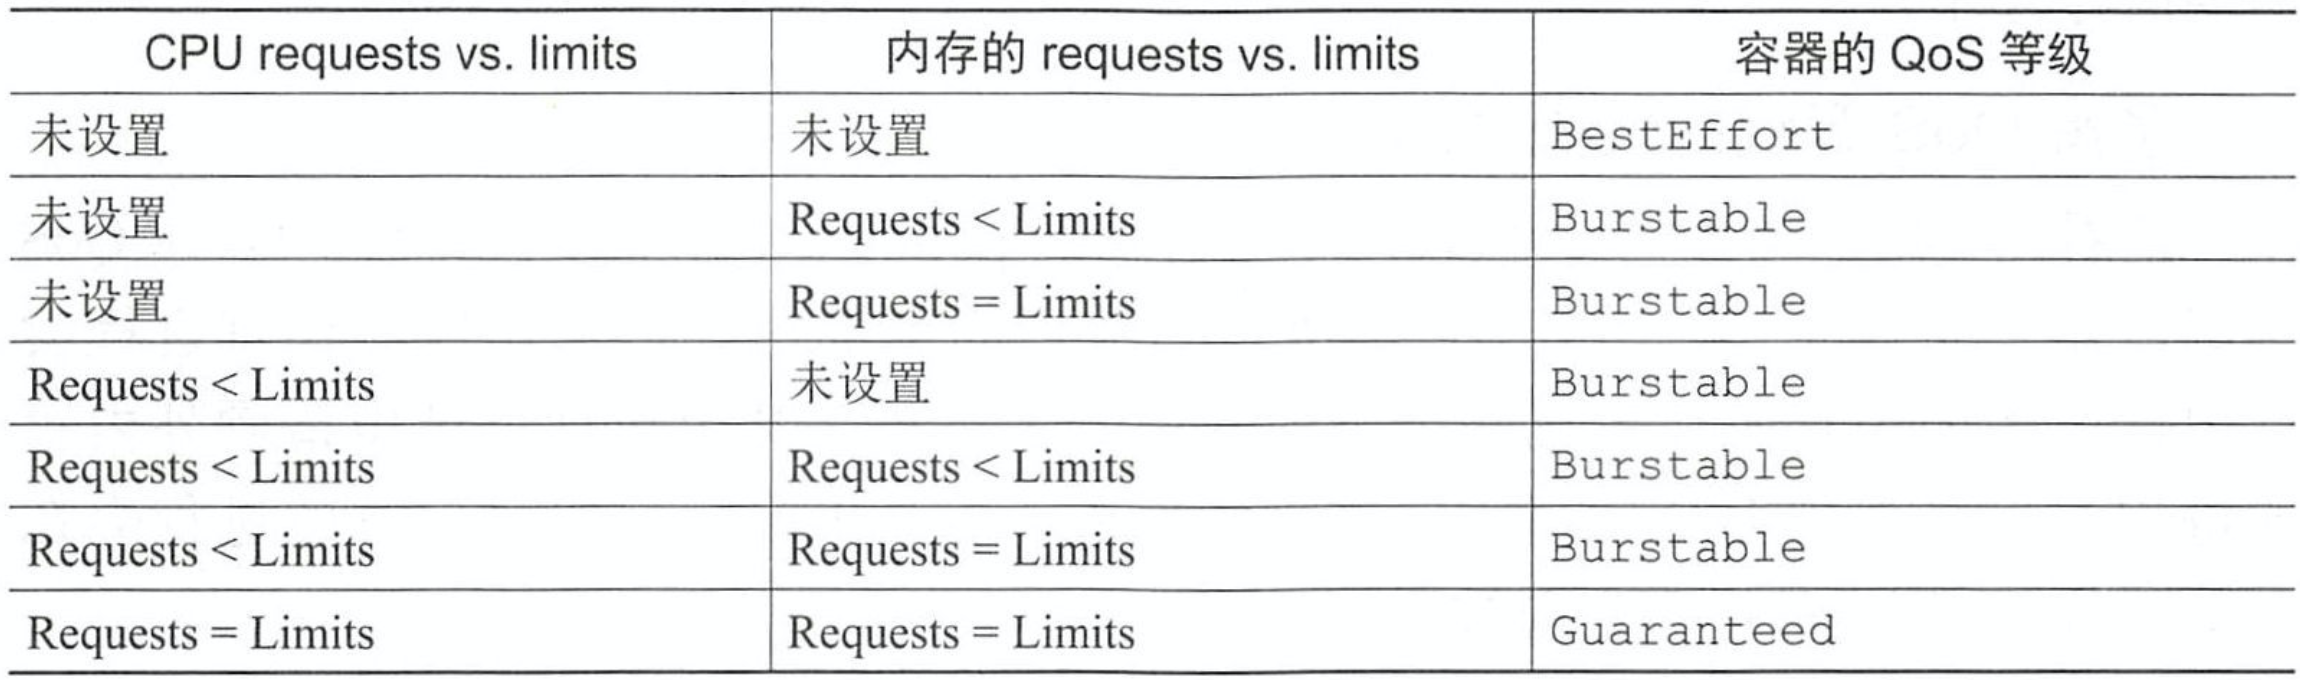 CPU requests vs. limits 内存的 requests vs. limits 容器的 QoS 等级
未设置 未设置 BestEffort
未设置 Requests < Limits Burstable
未设置 Requests = Limits Burstable
Requests < Limits 未设置 Burstable
Requests < Limits Requests < Limits Burstable
Requests < Limits Requests = Limits Burstable
Requests = Limits Requests = Limits Guaranteed